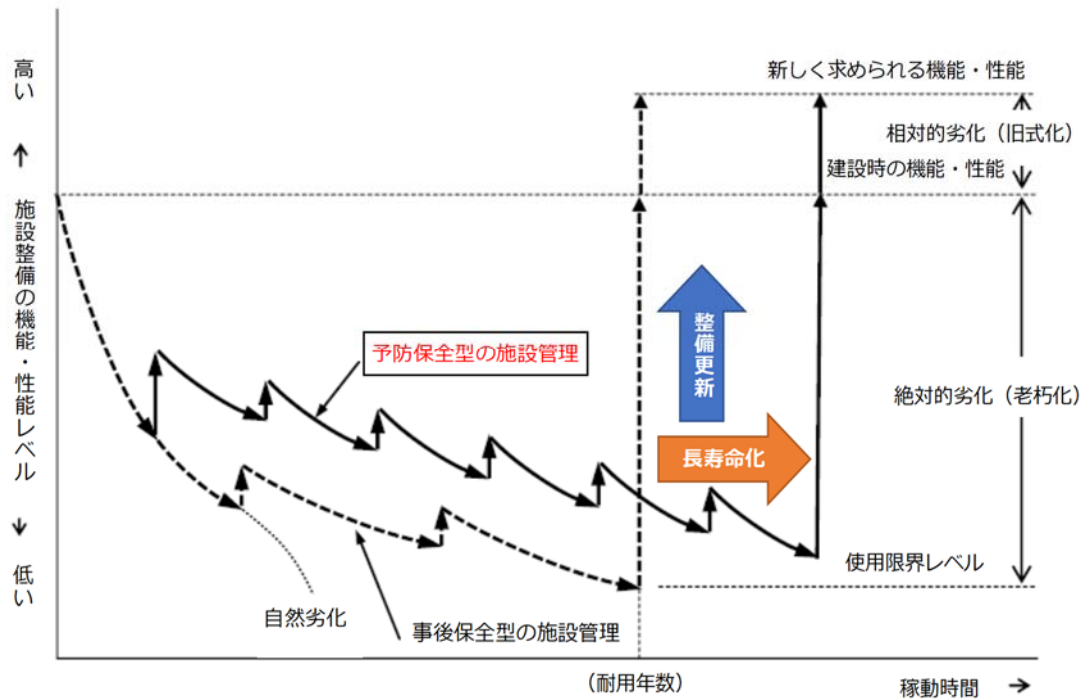 高い ↑ 施設整備の機能・性能レベル ↓ 低い
新しく求められる機能・性能
相対的劣化(旧式化)
建設時の機能・性能
整備更新
予防保全型の施設管理
絶対的劣化(老朽化)
長寿命化
使用限界レベル
自然劣化
事後保全型の施設管理
(耐用年数)
稼動時間 →